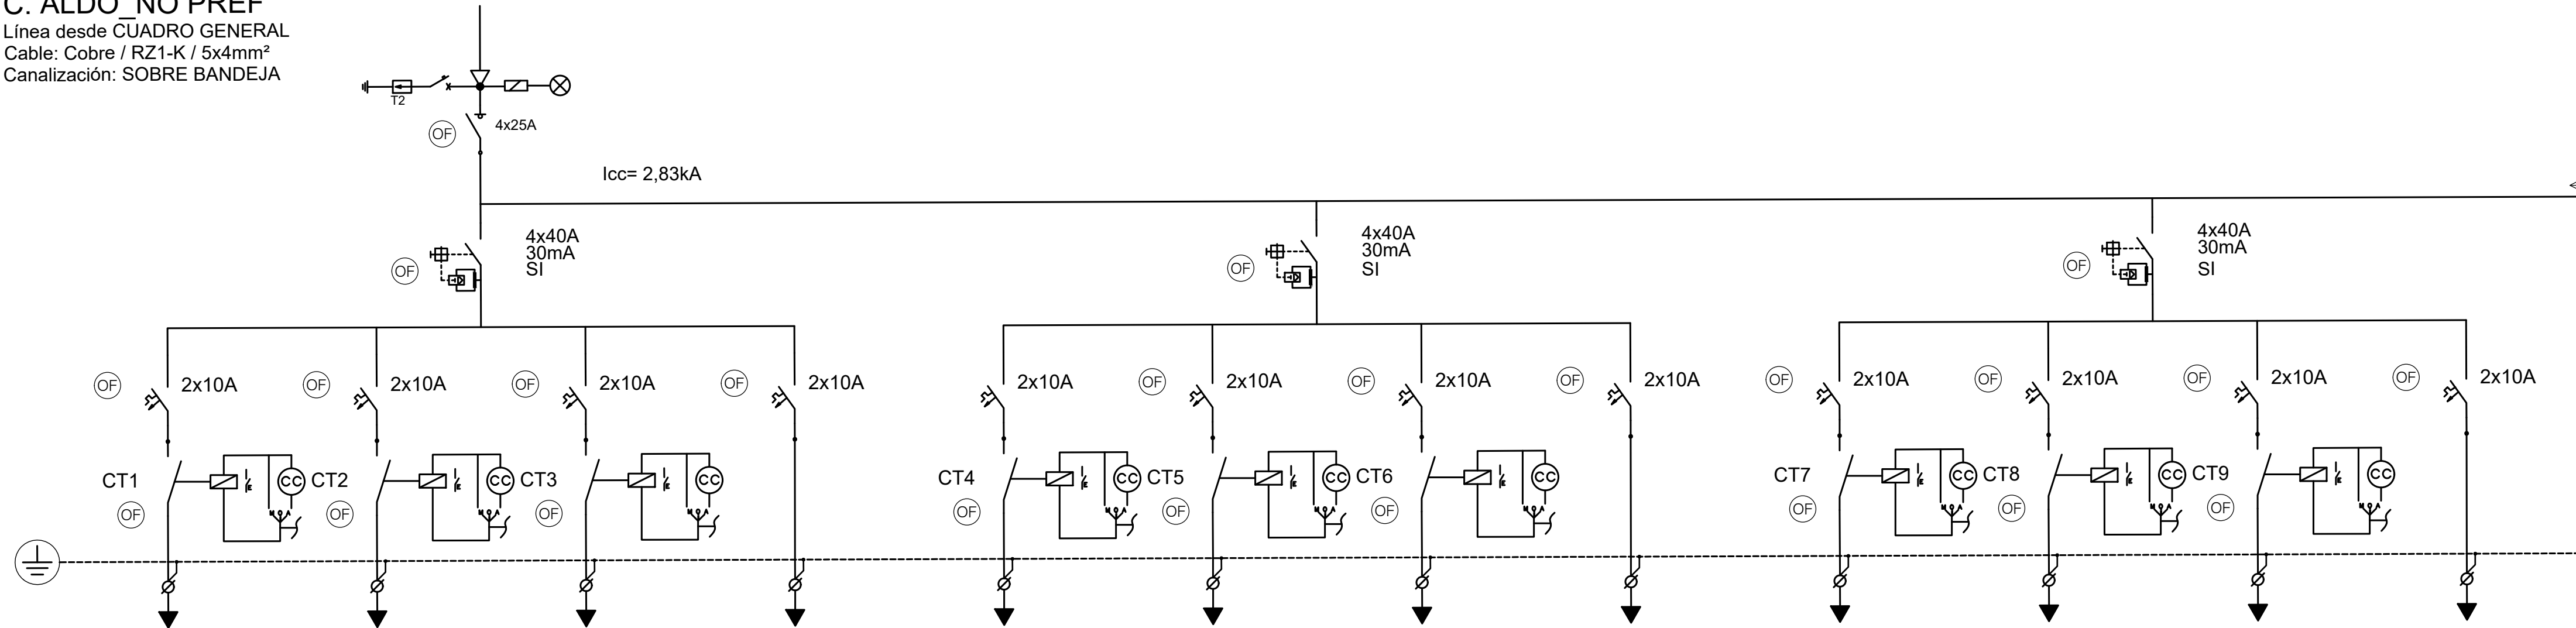 C. ALDO_NO PREF
Línea desde CUADRO GENERAL
Cable: Cobre / RZ1-K / 5x4mm²
Canalización: SOBRE BANDEJA
T2
OF
4x25A
Icc= 2,83kA
OF
4x40A
30mA
SI
OF
4x40A
30mA
SI
OF
4x40A
30mA
SI
OF 2x10A OF 2x10A OF 2x10A OF 2x10A 2x10A OF 2x10A OF 2x10A OF 2x10A OF 2x10A OF 2x10A OF 2x10A OF 2x10A
CT1 CC CT2 CC CT3 CC CT4 CC CT5 CC CT6 CC CT7 CC CT8 CC CT9 CC
OF M O A OF M O A OF M O A OF M O A OF M O A OF M O A OF M O A OF M O A OF M O A